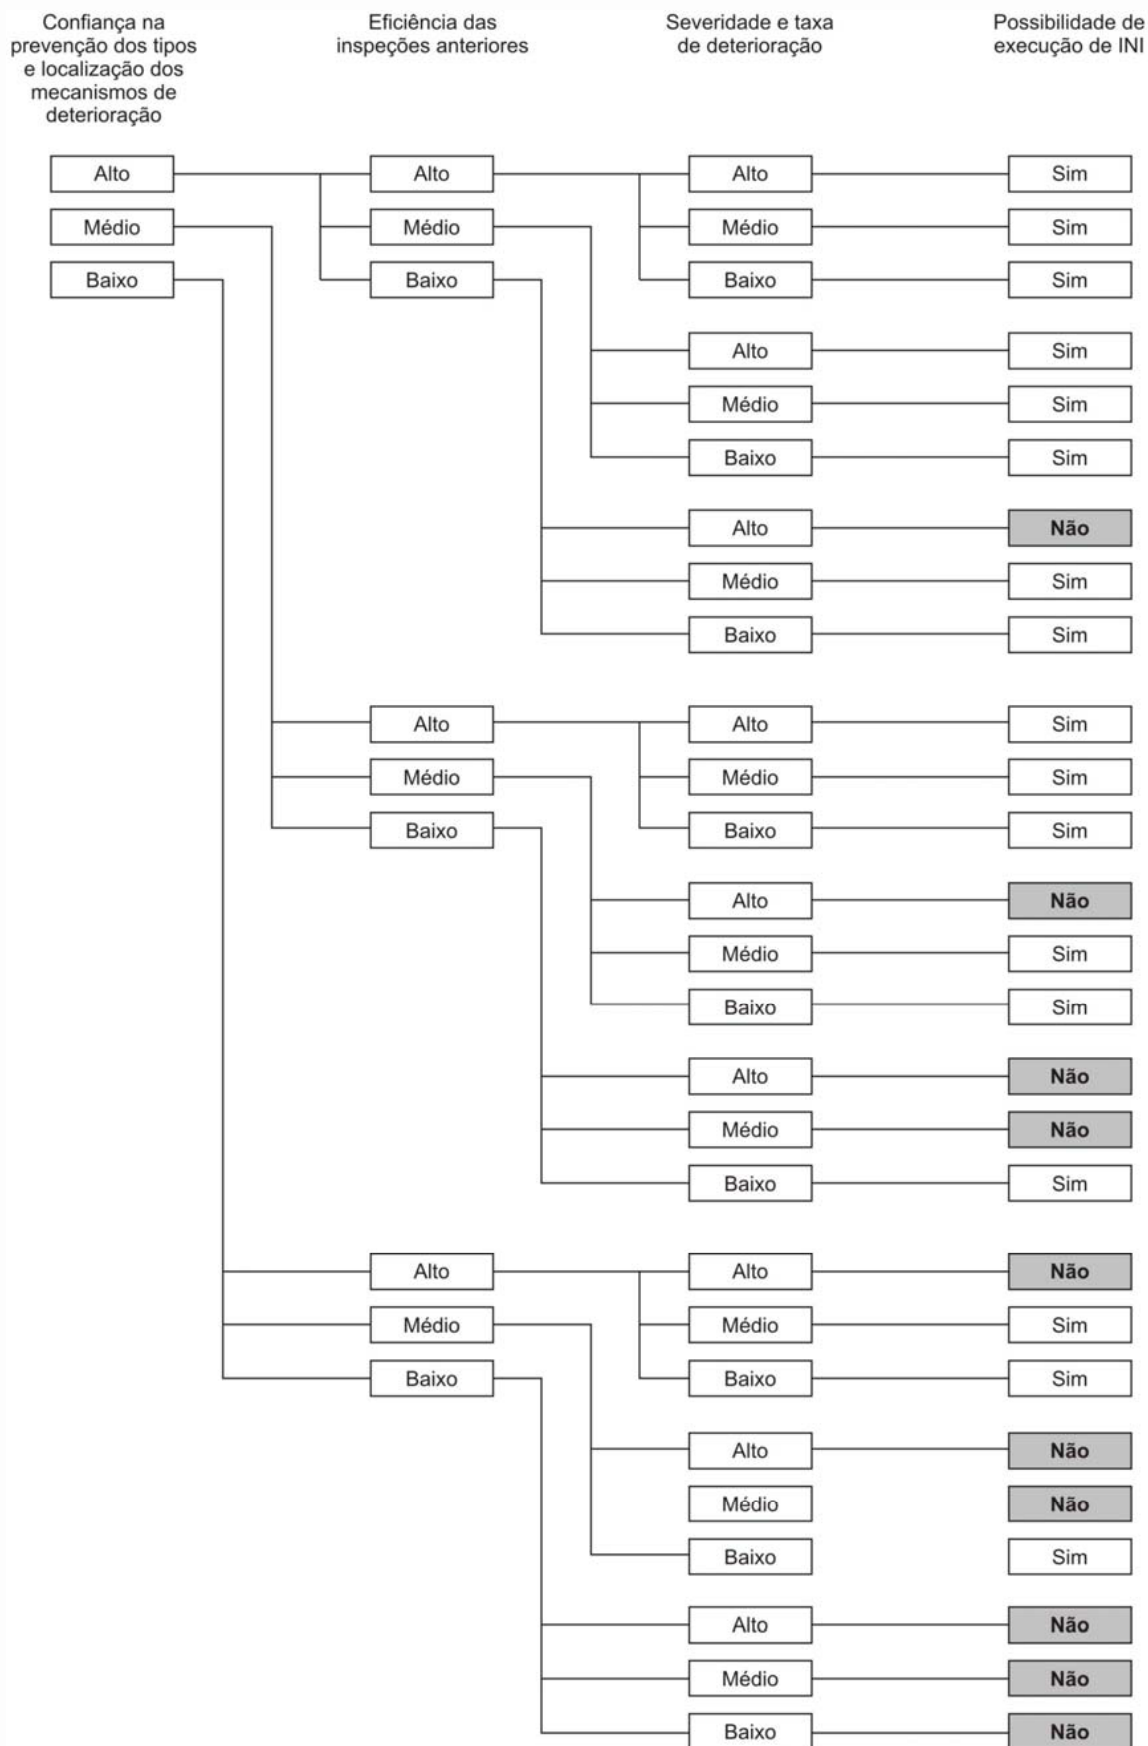 Confiança na
prevenção dos tipos
e localização dos
mecanismos de
deterioração
Eficiência das
inspeções anteriores
Severidade e taxa
de deterioração
Possibilidade de
execução de INI
Alto Alto Alto Sim
Médio Médio Médio Sim
Baixo Baixo Baixo Sim
Alto Sim
Médio Sim
Baixo Sim
Alto Não
Médio Sim
Baixo Sim
Alto Alto Sim
Médio Médio Sim
Baixo Baixo Sim
Alto Não
Médio Sim
Baixo Sim
Alto Não
Médio Não
Baixo Sim
Alto Alto Não
Médio Médio Sim
Baixo Baixo Sim
Alto Não
Médio Não
Baixo Sim
Alto Não
Médio Não
Baixo Não